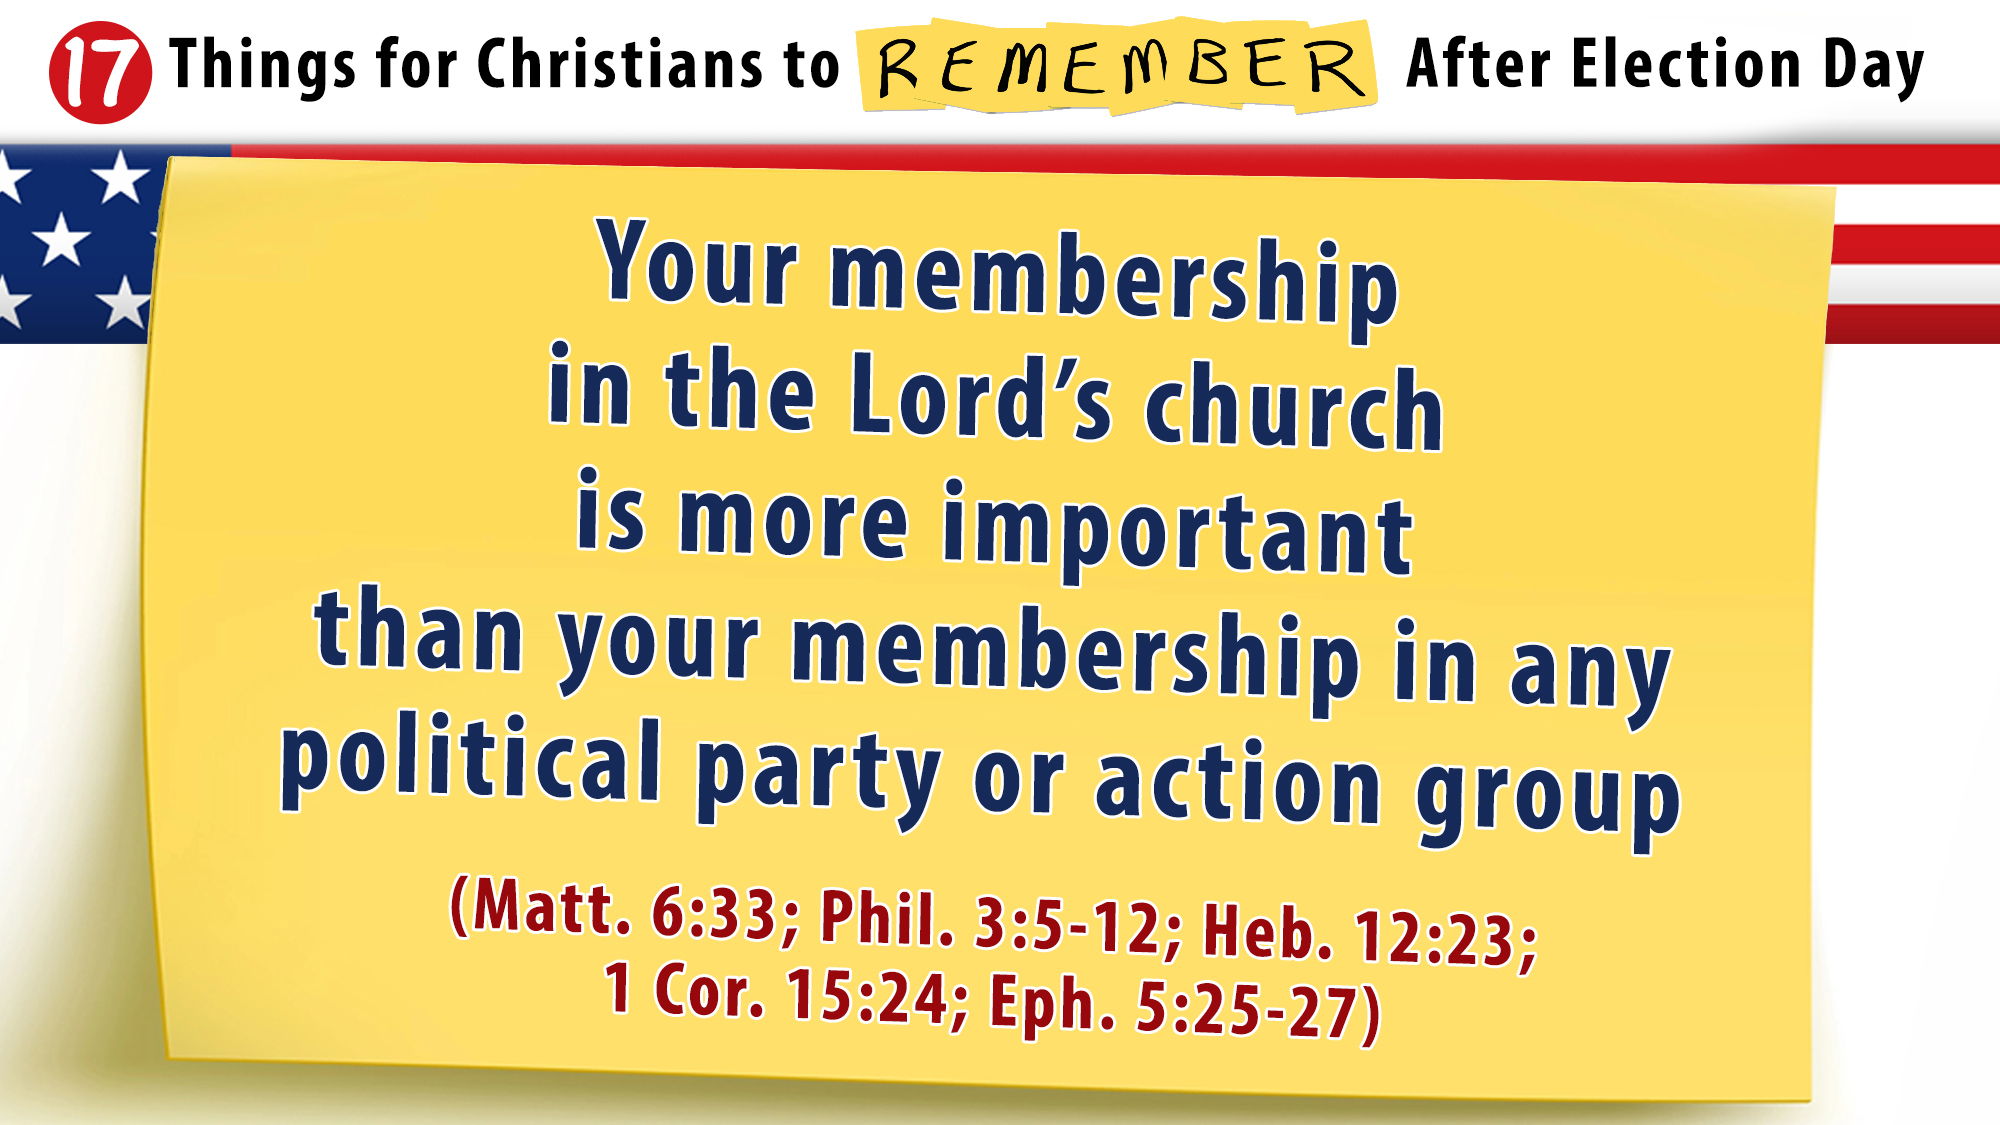 17 Things for Christians to REMEMBER After Election Day
Your membership
in the Lord’s church
is more important
than your membership in any
political party or action group
(Matt. 6:33; Phil. 3:5-12; Heb. 12:23;
1 Cor. 15:24; Eph. 5:25-27)